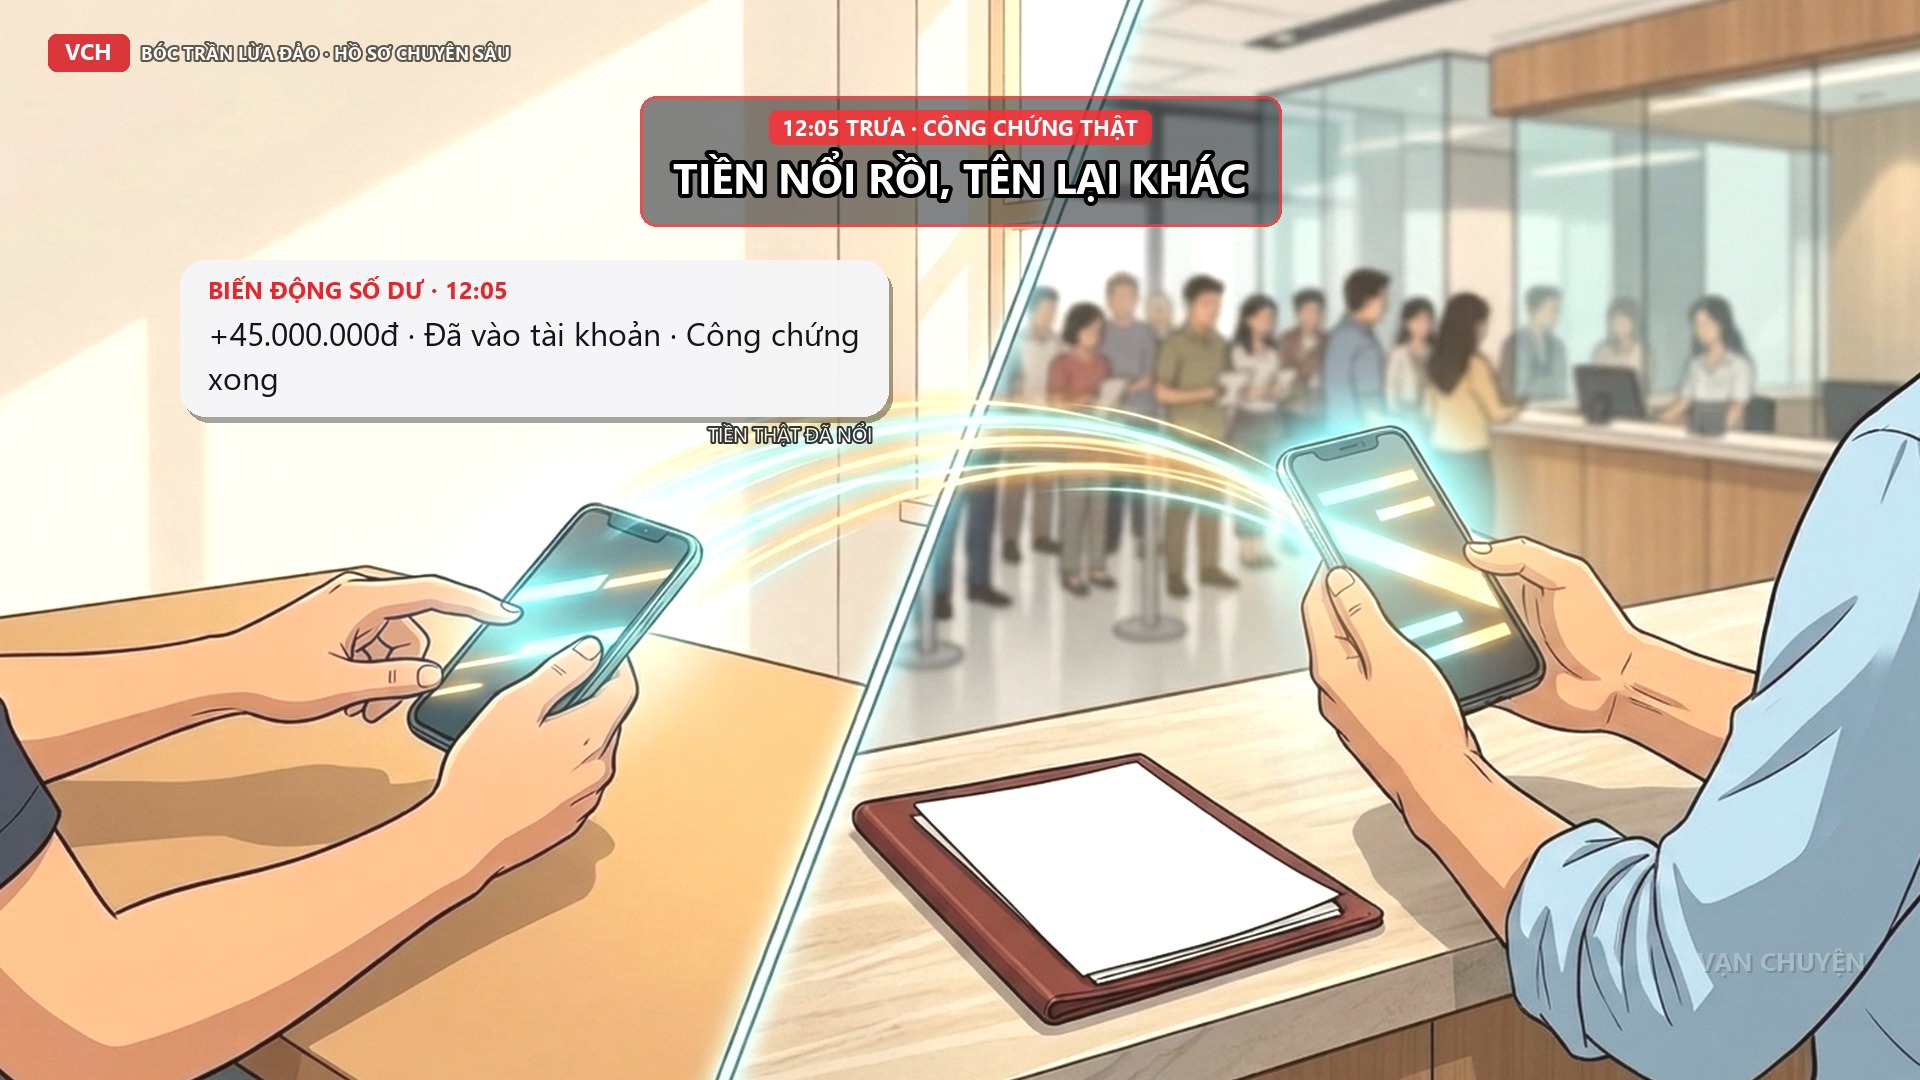 VCH BÓC TRẦN LỪA ĐẢO · HỒ SƠ CHUYÊN SÂU
12:05 TRƯA · CÔNG CHỨNG THẬT
TIỀN NỔI RỒI, TÊN LẠI KHÁC
BIẾN ĐỘNG SỐ DƯ · 12:05
+45.000.000đ · Đã vào tài khoản · Công chứng
xong
TIỀN THẬT ĐÃ NỔI
VẠN CHUYỆN